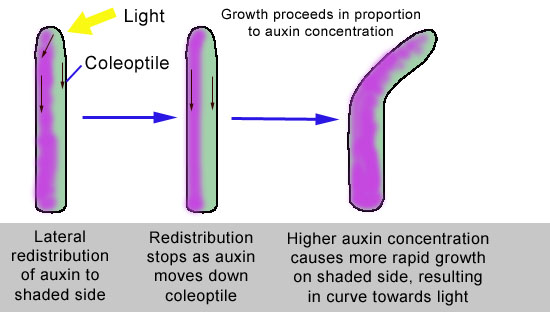 Light
Growth proceeds in proportion
to auxin concentration
Coleoptile
Lateral
redistribution
of auxin to
shaded side
Redistribution
stops as auxin
moves down
coleoptile
Higher auxin concentration
causes more rapid growth
on shaded side, resulting
in curve towards light